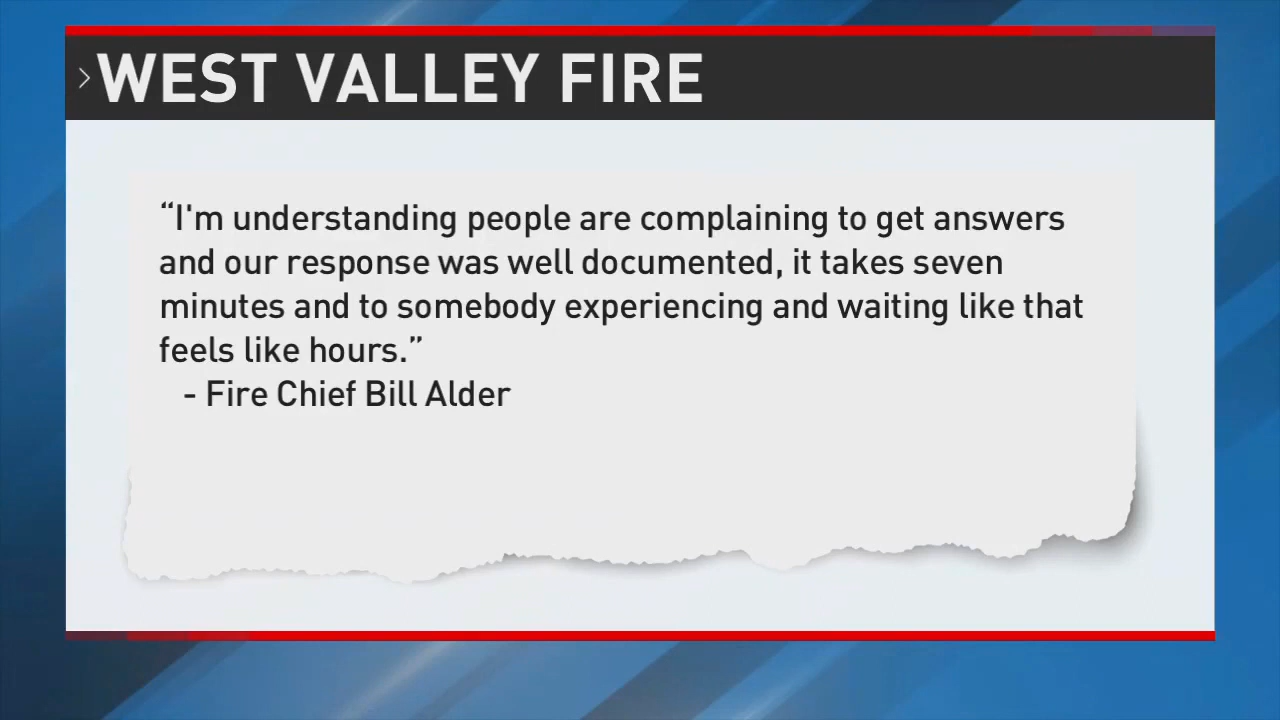 WEST VALLEY FIRE
“I'm understanding people are complaining to get answers
and our response was well documented, it takes seven
minutes and to somebody experiencing and waiting like that
feels like hours.”
- Fire Chief Bill Alder